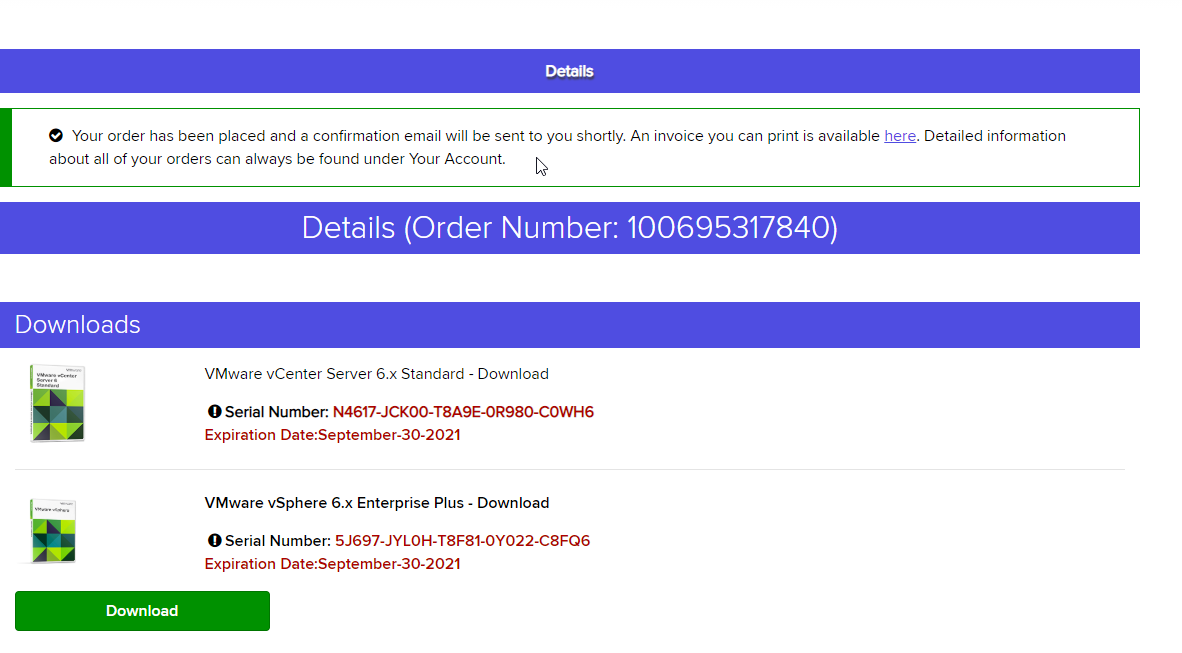 Details
Your order has been placed and a confirmation email will be sent to you shortly. An invoice you can print is available here. Detailed information
about all of your orders can always be found under Your Account.
Details (Order Number: 100695317840)
Downloads
VMware vCenter
Server 6
Standard
VMware vCenter Server 6.x Standard - Download
Serial Number: N4617-JCK00-T8A9E-0R980-C0WH6
Expiration Date:September-30-2021
VMware vSphere
VMware vSphere 6.x Enterprise Plus - Download
Serial Number: 5J697-JYL0H-T8F81-0Y022-C8FQ6
Expiration Date:September-30-2021
Download